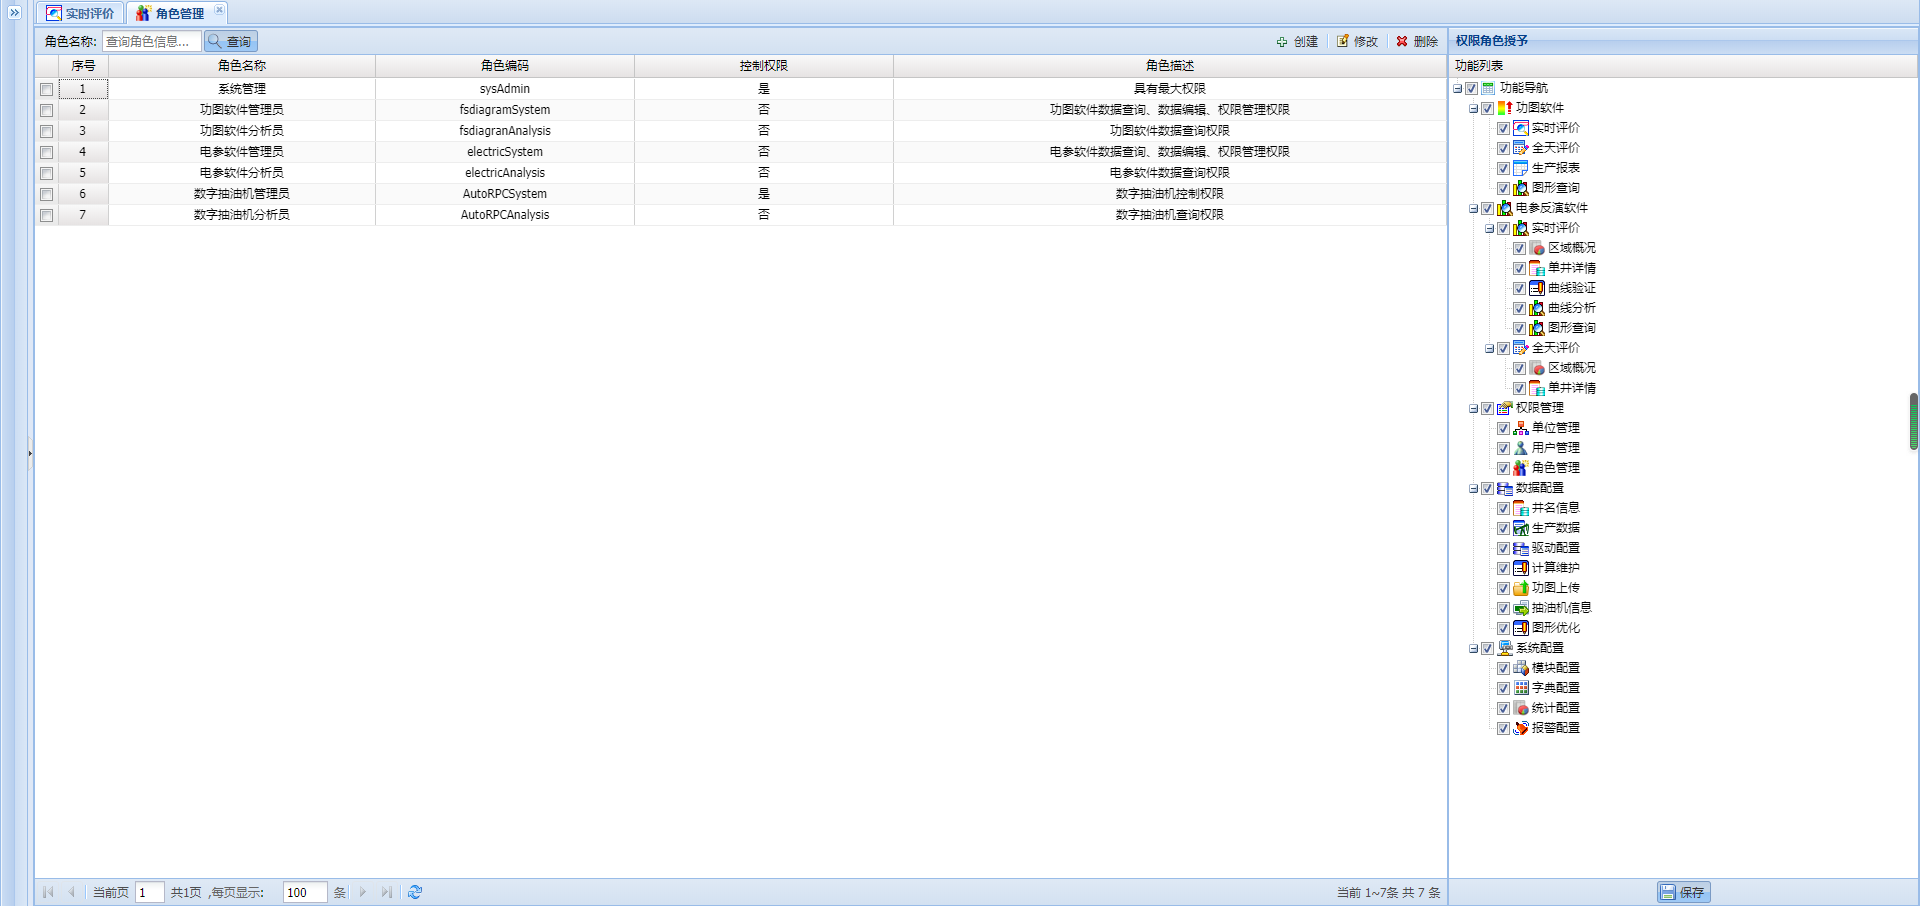 实时评价 角色管理
角色名称: 查询角色信息... 查询 创建 修改 删除
序号 角色名称 角色编码 控制权限 角色描述
1 系统管理 sysAdmin 是 具有最大权限
2 功图软件管理员 fsdiagramSystem 否 功图软件数据查询、数据编辑、权限管理权限
3 功图软件分析员 fsdiagranAnalysis 否 功图软件数据查询权限
4 电参软件管理员 electricSystem 否 电参软件数据查询、数据编辑、权限管理权限
5 电参软件分析员 electricAnalysis 否 电参软件数据查询权限
6 数字抽油机管理员 AutoRPCSystem 是 数字抽油机控制权限
7 数字抽油机分析员 AutoRPCAnalysis 否 数字抽油机查询权限
当前页 1 共1页 ,每页显示: 100 条 当前 1~7条 共 7 条
权限角色授予
功能列表
功能导航
功图软件
实时评价
全天评价
生产报表
图形查询
电参反演软件
实时评价
区域概况
单井详情
曲线验证
曲线分析
图形查询
全天评价
区域概况
单井详情
权限管理
单位管理
用户管理
角色管理
数据配置
井名信息
生产数据
驱动配置
计算维护
功图上传
抽油机信息
图形优化
系统配置
模块配置
字典配置
统计配置
报警配置
保存